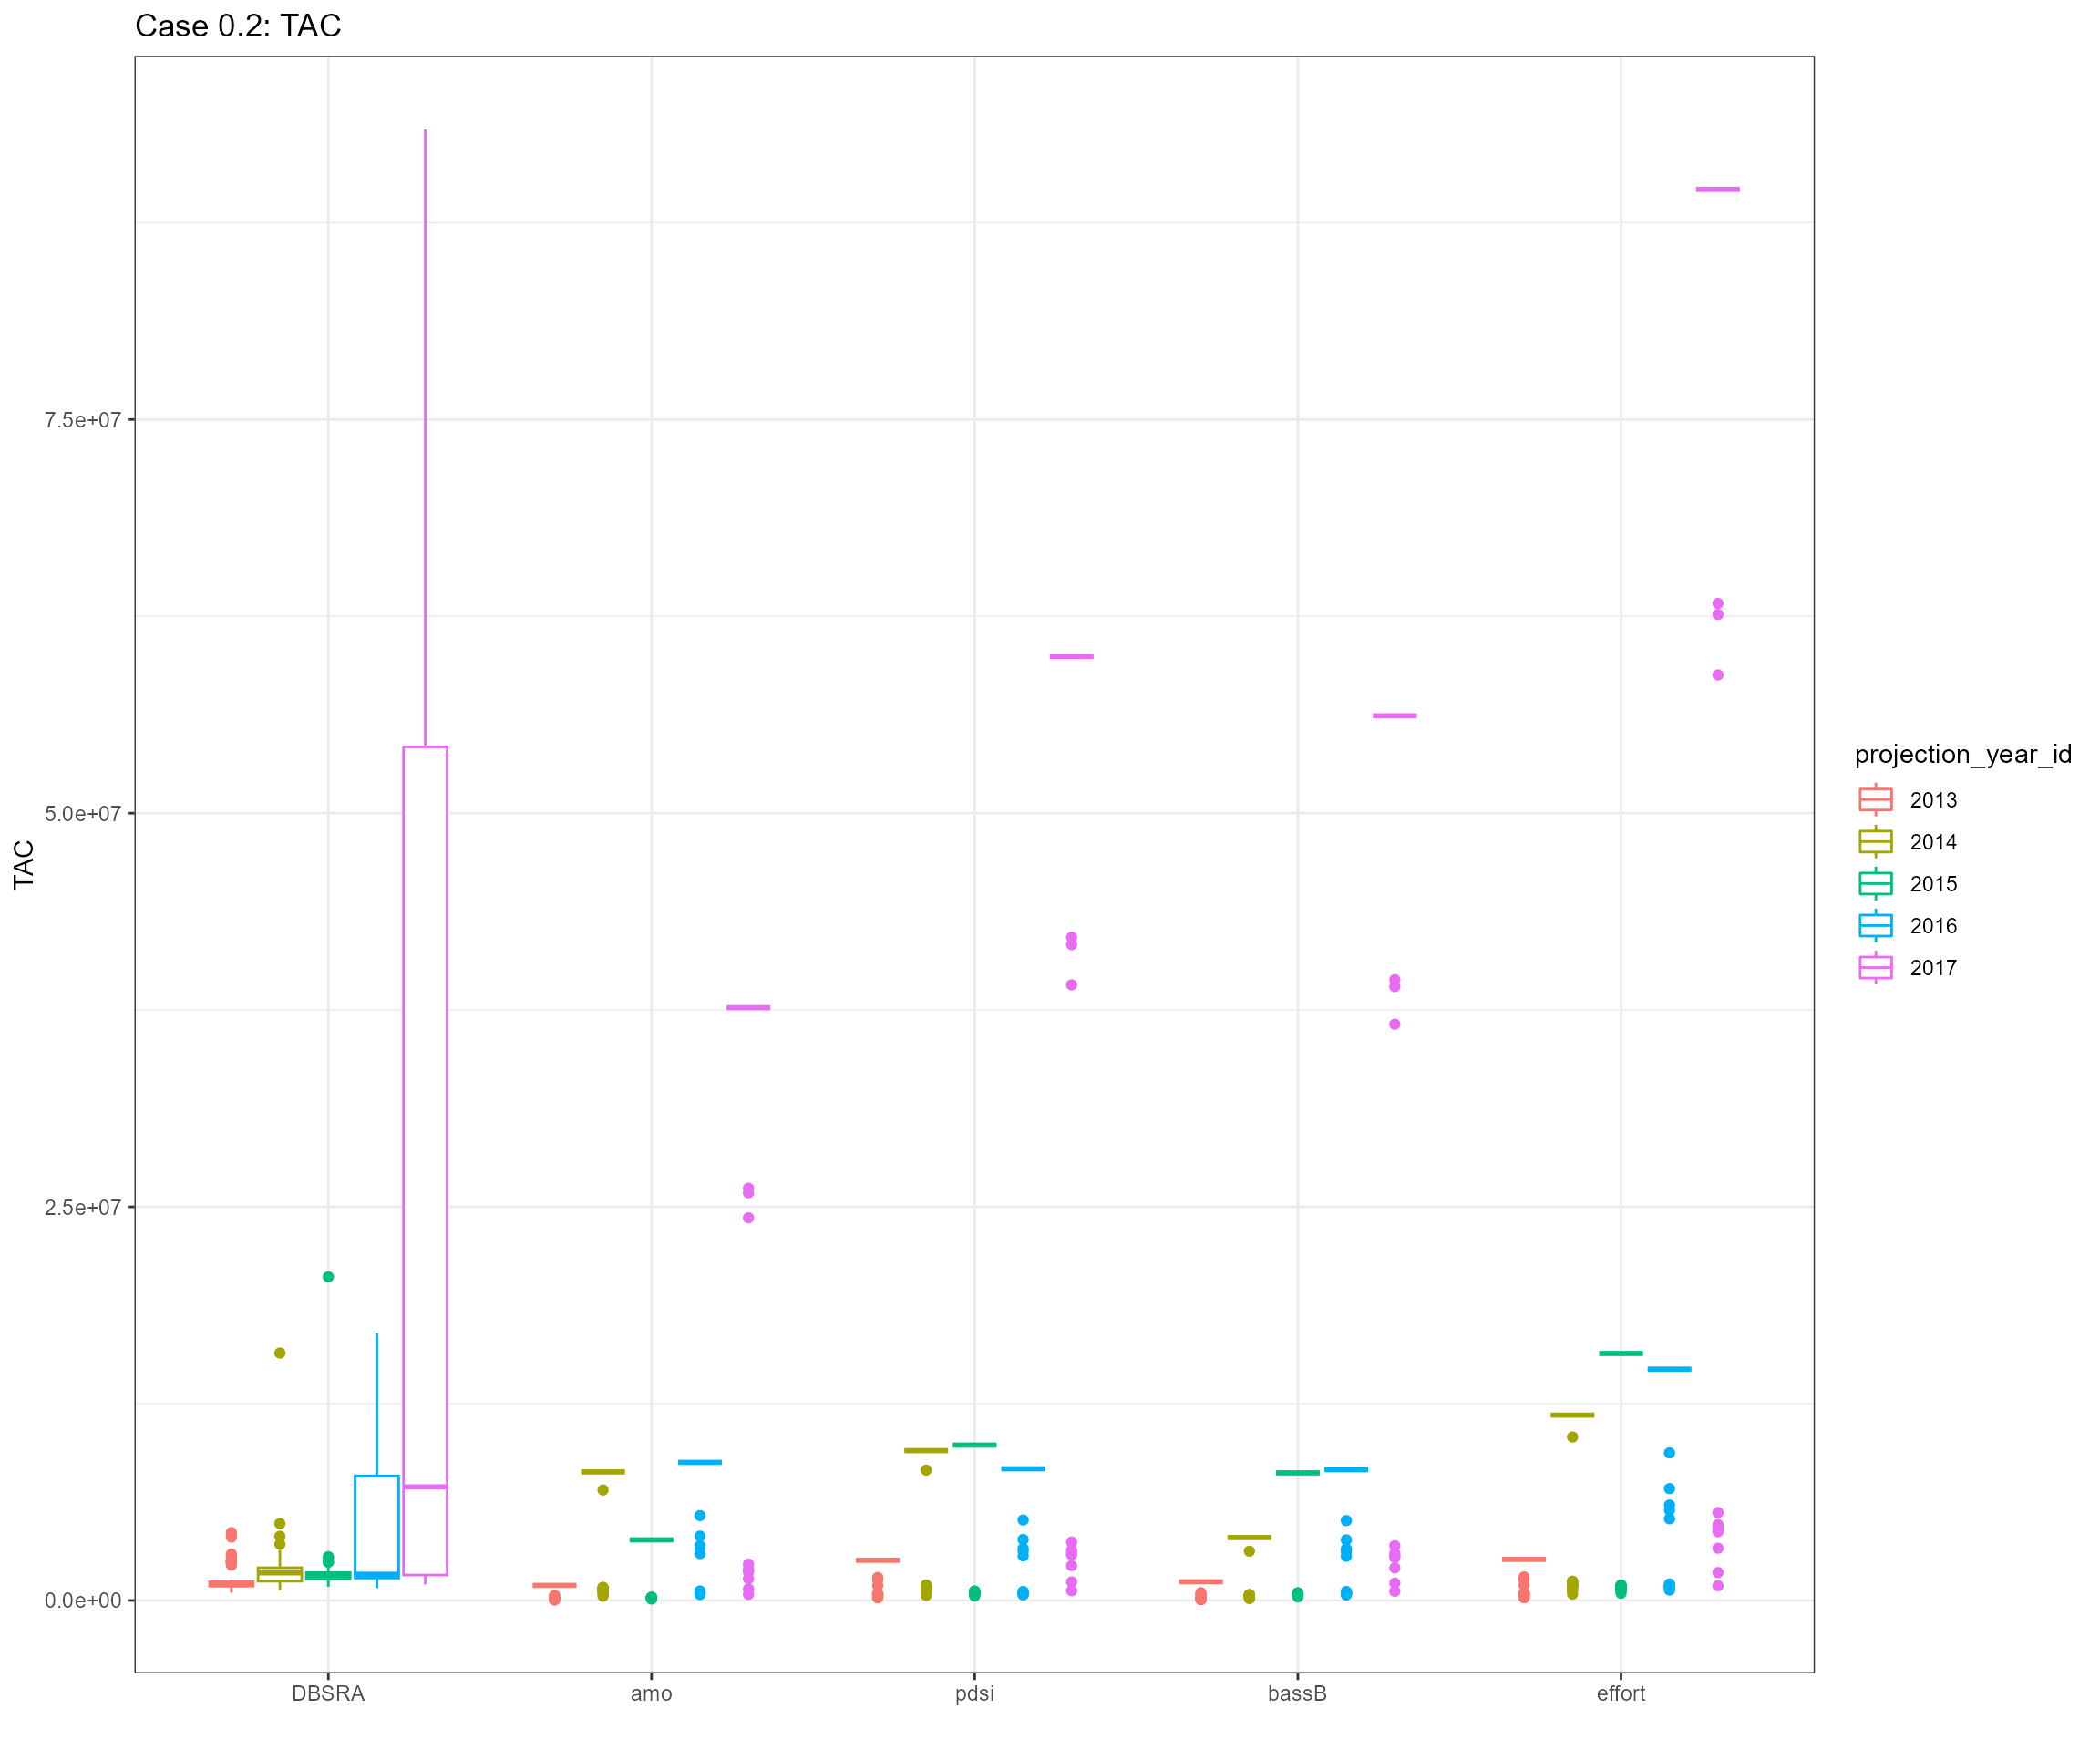 Case 0.2: TAC
7.5e+07
5.0e+07
2.5e+07
0.0e+00
TAC
DBSRA
amo
pdsi
bassB
effort
projection_year_id
2013
2014
2015
2016
2017